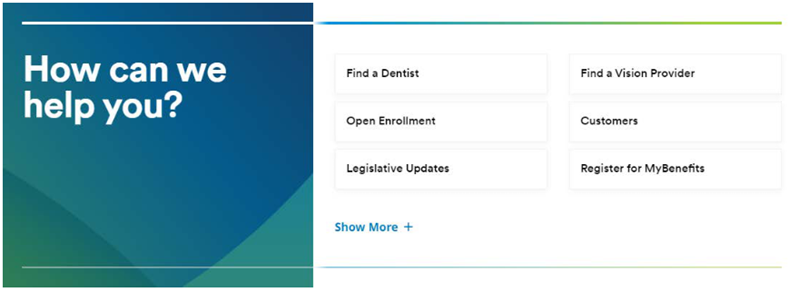 How can we
help you?
Find a Dentist
Find a Vision Provider
Open Enrollment
Customers
Legislative Updates
Register for MyBenefits
Show More +